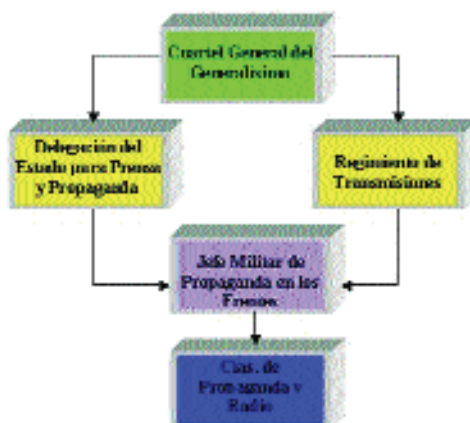 Cuartel General del
Generalísimo
Delegación del
Estado para Prensa
y Propaganda
Regimiento de
Transmisiones
Jefe Militar de
Propaganda en los
Frentes
Cías. de
Propaganda y
Radio